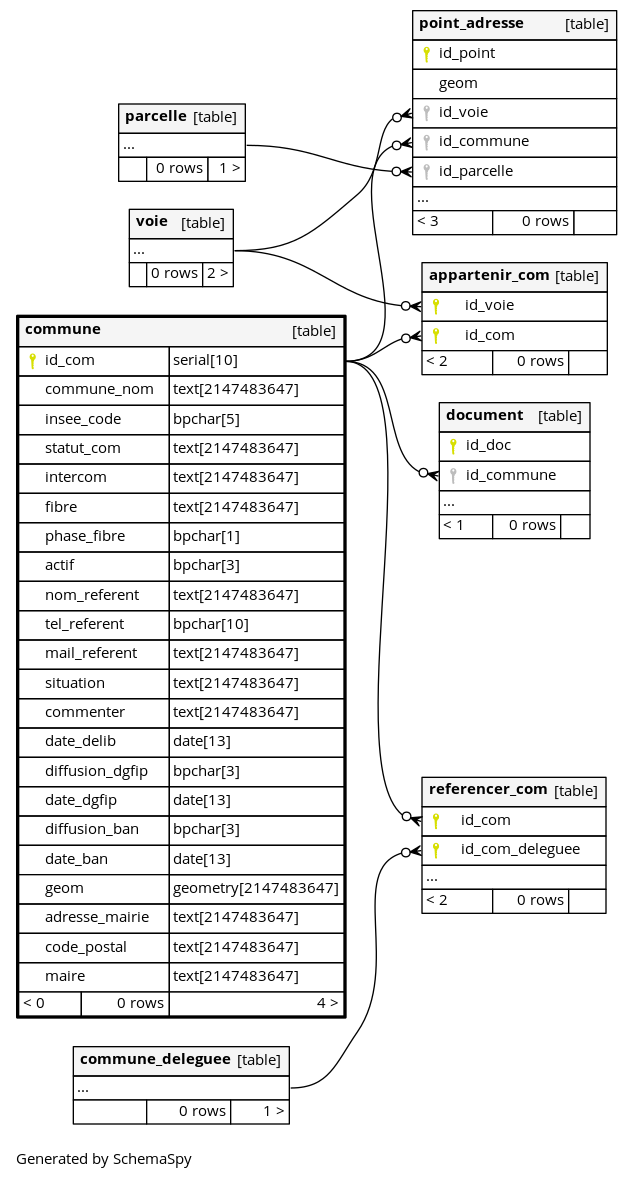 point_adresse [table]
id_point
geom
id_voie
id_commune
id_parcelle
...
< 3 0 rows
parcelle [table]
...
0 rows 1 >
voie [table]
...
0 rows 2 >
appartenir_com [table]
id_voie
id_com
< 2 0 rows
commune [table]
id_com serial[10]
commune_nom text[2147483647]
insee_code bpchar[5]
statut_com text[2147483647]
intercom text[2147483647]
fibre text[2147483647]
phase_fibre bpchar[1]
actif bpchar[3]
nom_referent text[2147483647]
tel_referent bpchar[10]
mail_referent text[2147483647]
situation text[2147483647]
commenter text[2147483647]
date_delib date[13]
diffusion_dgfip bpchar[3]
date_dgfip date[13]
diffusion_ban bpchar[3]
date_ban date[13]
geom geometry[2147483647]
adresse_mairie text[2147483647]
code_postal text[2147483647]
maire text[2147483647]
< 0 0 rows 4 >
document [table]
id_doc
id_commune
...
< 1 0 rows
referencer_com [table]
id_com
id_com_deleguee
...
< 2 0 rows
commune_deleguee [table]
...
0 rows 1 >
Generated by SchemaSpy